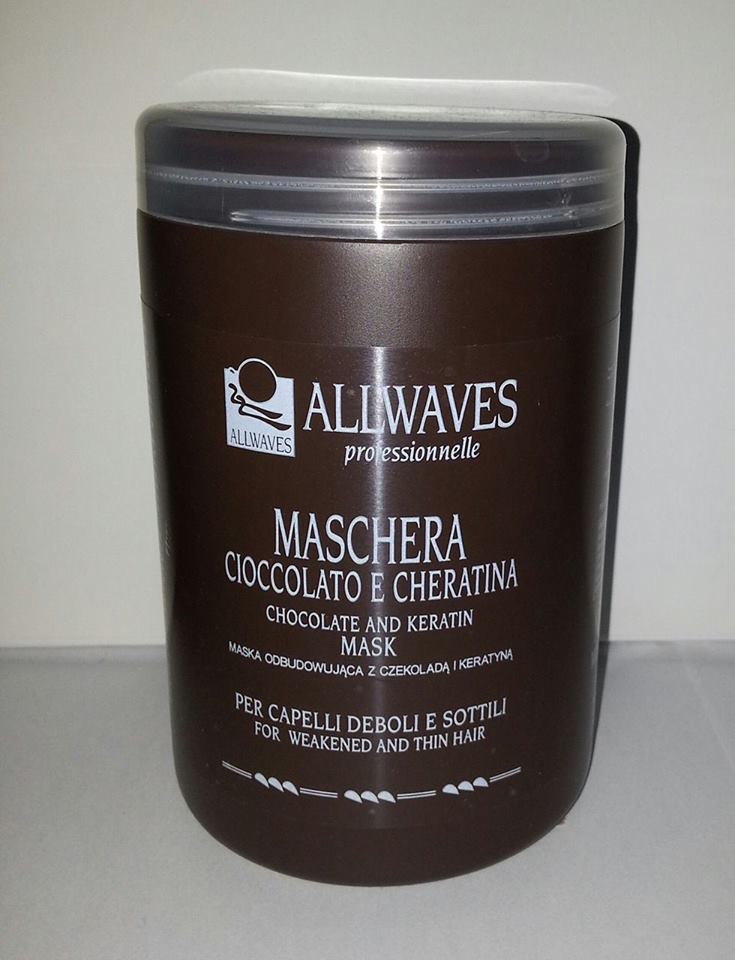 ALLWAVES
ALLWAVES
professionnelle
MASCHERA
CIOCCOLATO E CHERATINA
CHOCOLATE AND KERATIN
MASK
MASKA ODBUDOWUJĄCA Z CZEKOLADĄ I KERATYNĄ
PER CAPELLI DEBOLI E SOTTILI
FOR WEAKENED AND THIN HAIR